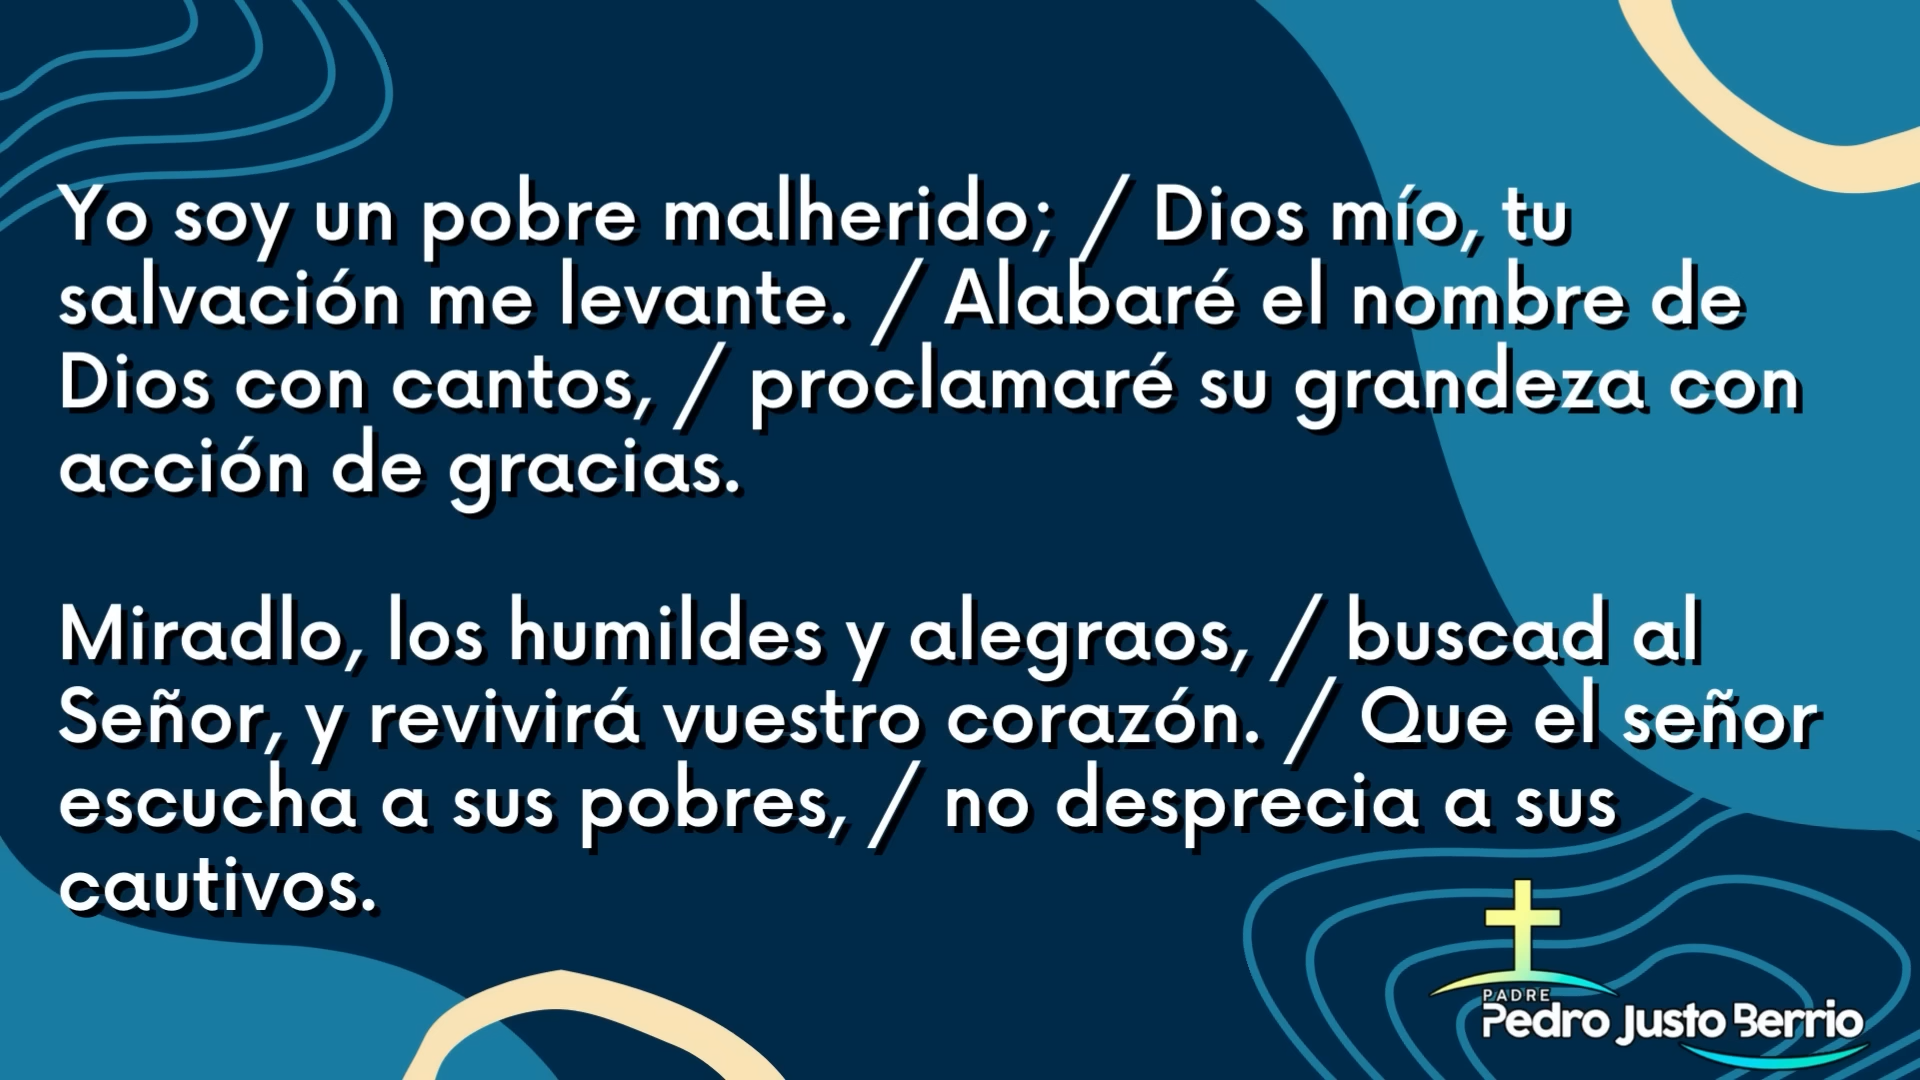 Yo soy un pobre malherido; / Dios mío, tu
salvación me levante. / Alabaré el nombre de
Dios con cantos, / proclamaré su grandeza con
acción de gracias.
Miradlo, los humildes y alegraos, / buscad al
Señor, y revivirá vuestro corazón. / Que el señor
escucha a sus pobres, / no desprecia a sus
cautivos.
PADRE
Pedro Justo Berrio